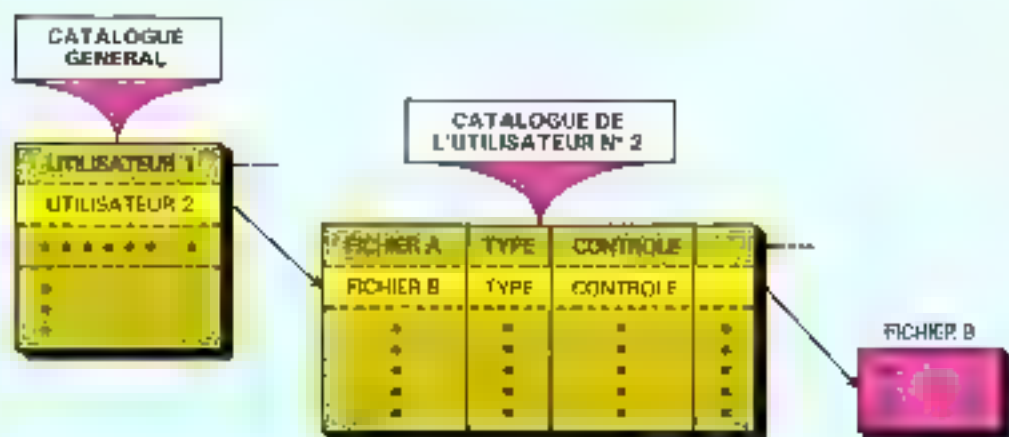 CATALOGUE
GENERAL
CATALOGUE DE
L'UTILISATEUR N° 2
UTILISATEUR 1
UTILISATEUR 2
FICHIER A TYPE CONTROLE
FICHIER B TYPE CONTROLE
FICHIER B